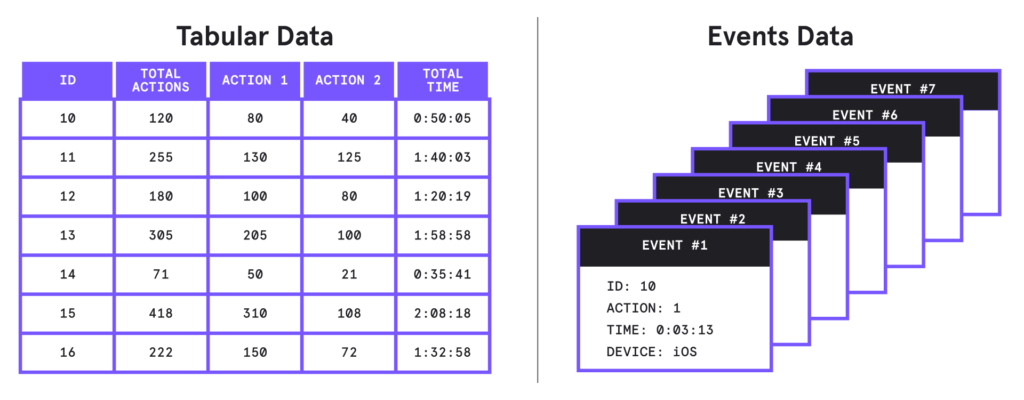 Tabular Data
ID TOTAL ACTIONS ACTION 1 ACTION 2 TOTAL TIME
10 120 80 40 0:50:05
11 255 130 125 1:40:03
12 180 100 80 1:20:19
13 305 205 100 1:58:58
14 71 50 21 0:35:41
15 418 310 108 2:08:18
16 222 150 72 1:32:58
Events Data
EVENT #7
EVENT #6
EVENT #5
EVENT #4
EVENT #3
EVENT #2
EVENT #1
ID: 10
ACTION: 1
TIME: 0:03:13
DEVICE: iOS